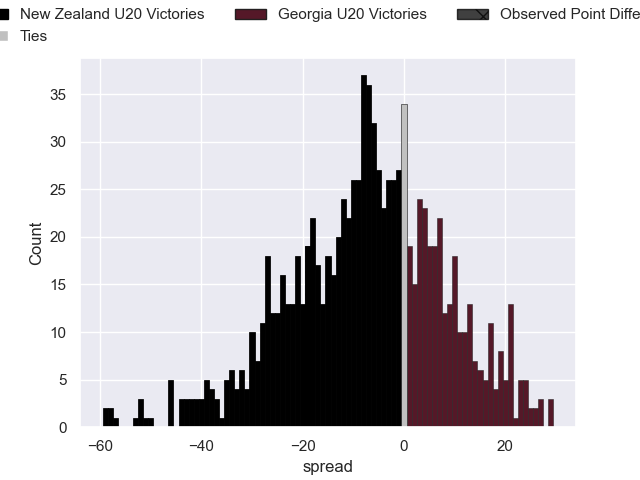 New Zealand U20 Victories Georgia U20 Victories Observed Point Diffe
Ties
35
30
25
20
15
10
5
0
Count
−60 −40 −20 0 20
spread